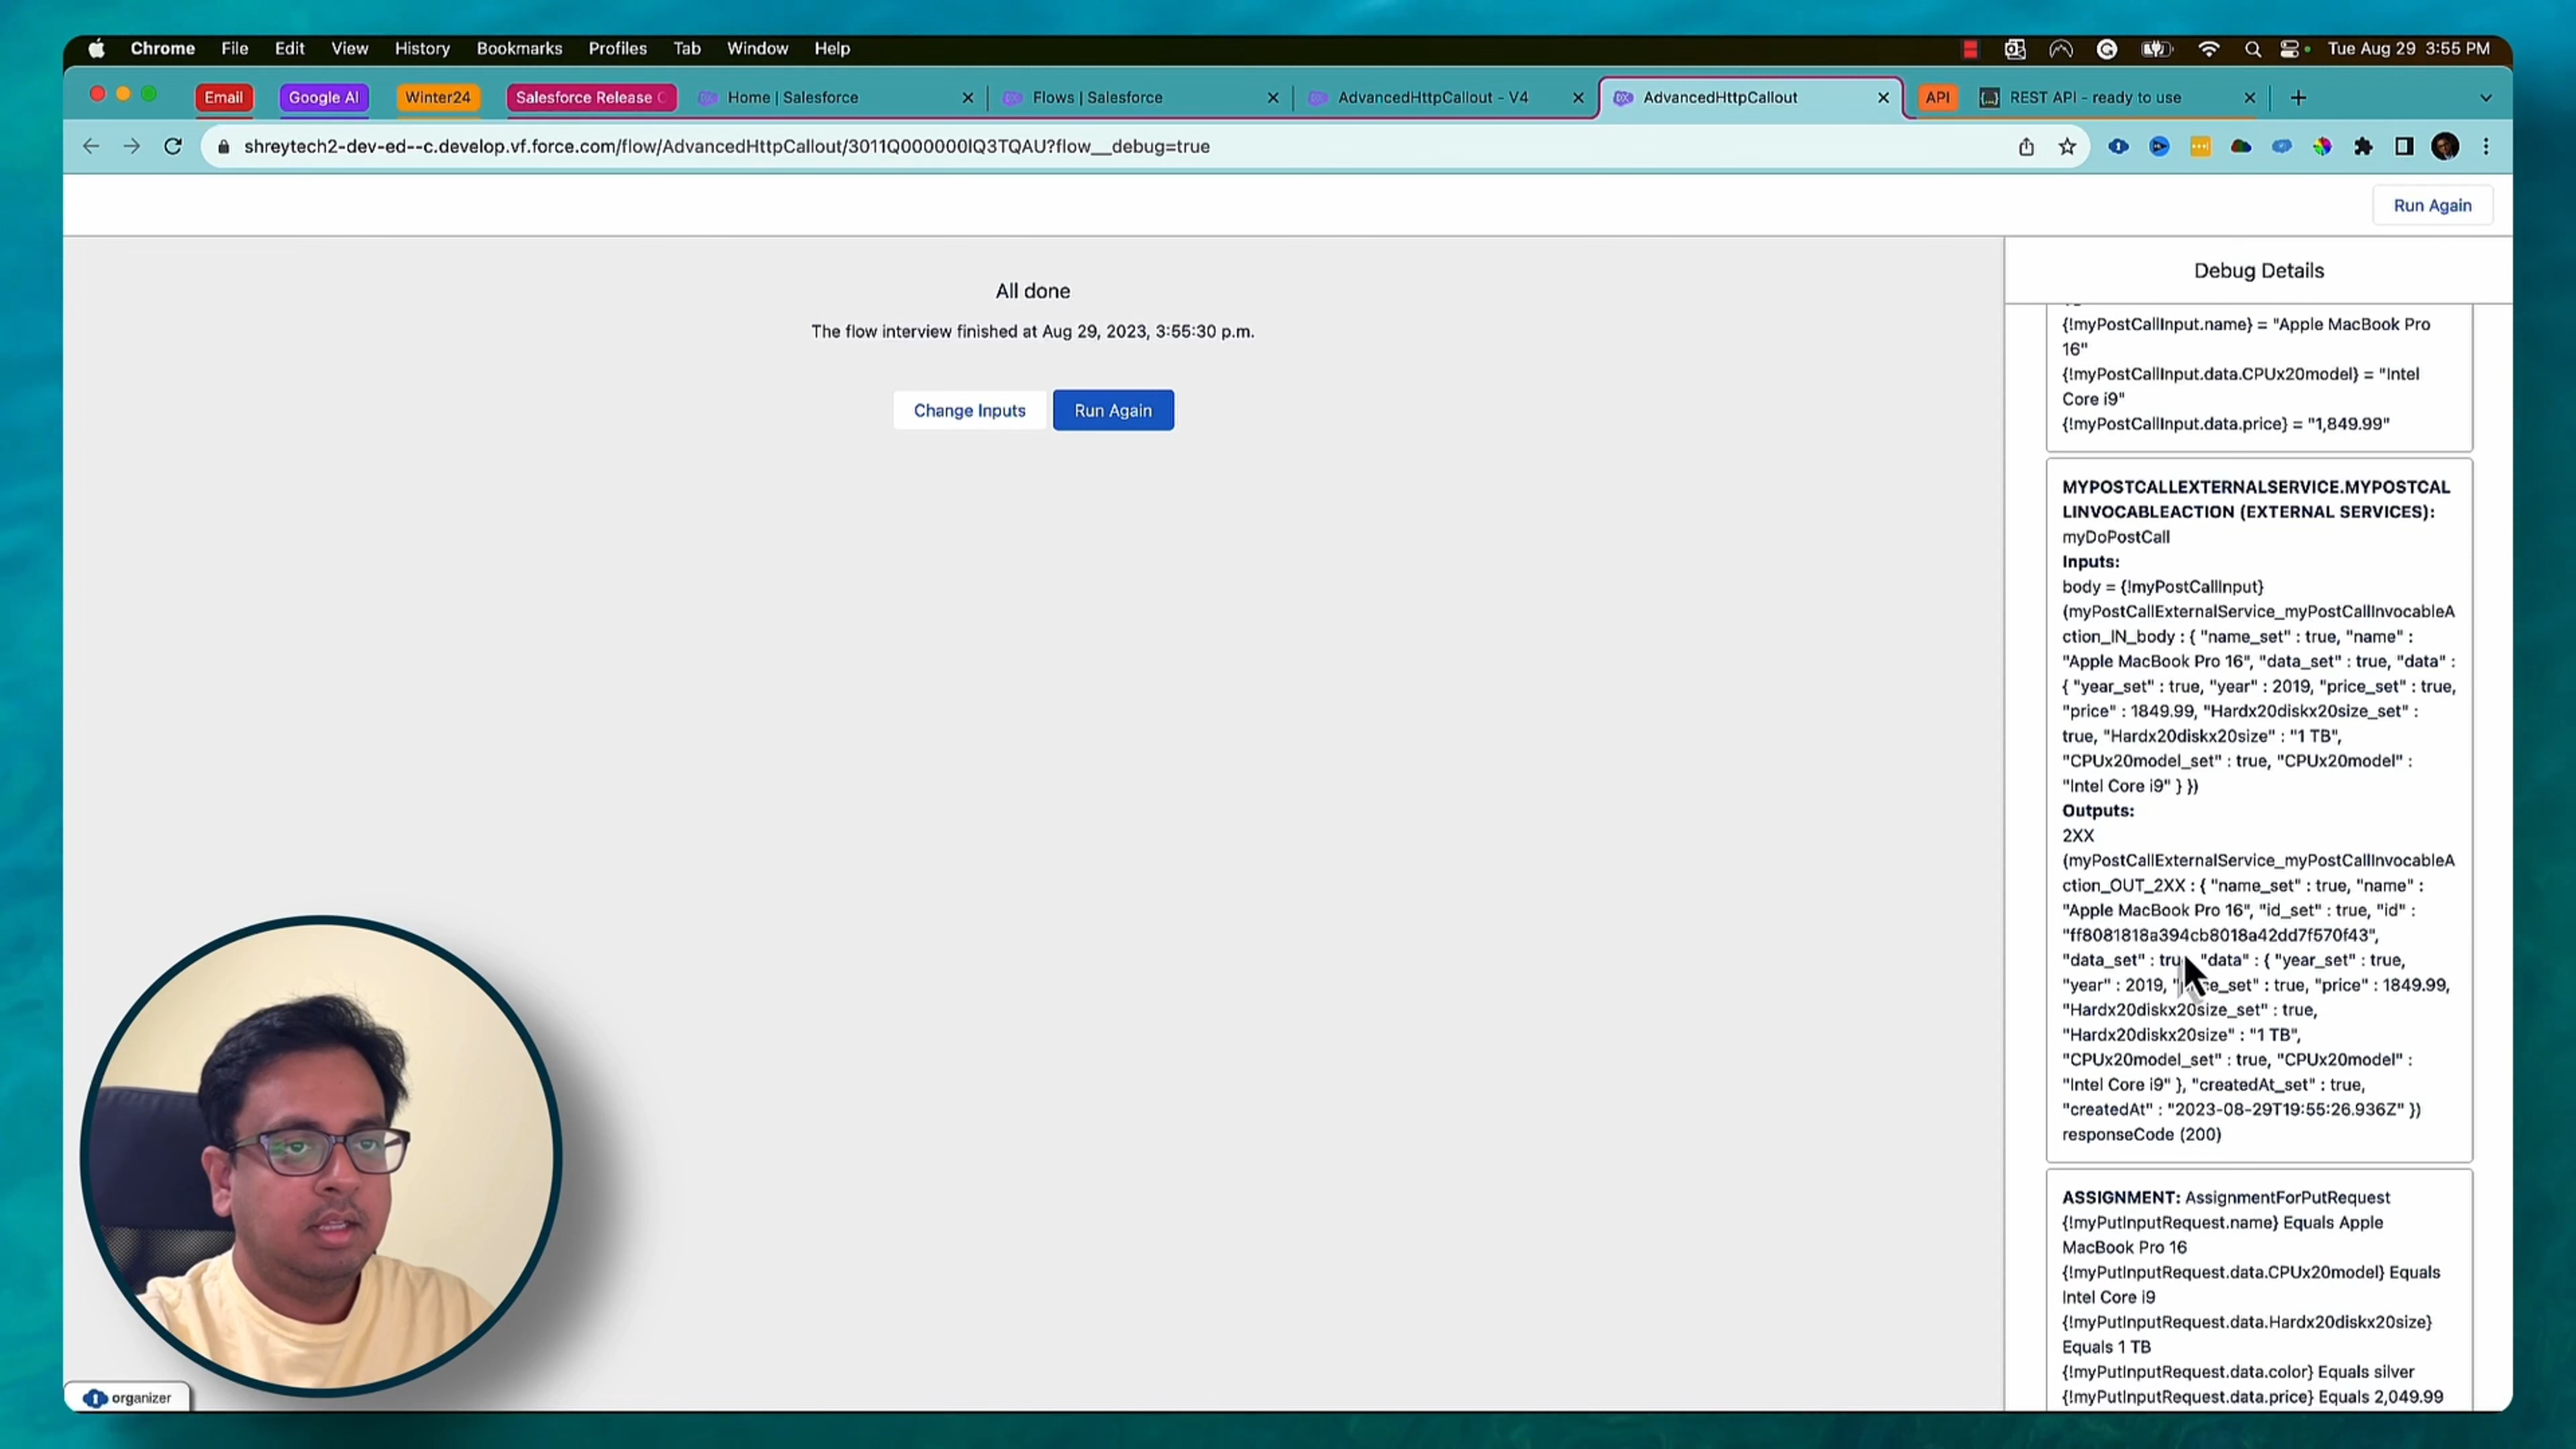 Chrome File Edit View History Bookmarks Profiles Tab Window Help Tue Aug 29 3:55 PM
Email Google AI Winter24 Salesforce Release Home | Salesforce Flows | Salesforce AdvancedHttpCallout - V4 AdvancedHttpCallout API REST API - ready to use
shreytech2-dev-ed--c.develop.vf.force.com/flow/AdvancedHttpCallout/3011Q000000IQ3TQAU?flow__debug=true
Run Again
All done
The flow interview finished at Aug 29, 2023, 3:55:30 p.m.
Change Inputs Run Again
Debug Details
{!myPostCallInput.name} = "Apple MacBook Pro
16"
{!myPostCallInput.data.CPUx20model} = "Intel
Core i9"
{!myPostCallInput.data.price} = "1,849.99"
MYPOSTCALLEXTERNALSERVICE.MYPOSTCAL
LINVOCABLEACTION (EXTERNAL SERVICES):
myDoPostCall
Inputs:
body = {!myPostCallInput}
(myPostCallExternalService_myPostCallInvocableA
ction_IN_body : { "name_set" : true, "name" :
"Apple MacBook Pro 16", "data_set" : true, "data" :
{ "year_set" : true, "year" : 2019, "price_set" : true,
"price" : 1849.99, "Hardx20diskx20size_set" :
true, "Hardx20diskx20size" : "1 TB",
"CPUx20model_set" : true, "CPUx20model" :
"Intel Core i9" } })
Outputs:
2XX
(myPostCallExternalService_myPostCallInvocableA
ction_OUT_2XX : { "name_set" : true, "name" :
"Apple MacBook Pro 16", "id_set" : true, "id" :
"ff8081818a394cb8018a42dd7f570f43",
"data_set" : "data" : { "year_set" : true,
"year" : 2019, : true, "price" : 1849.99,
"Hardx20diskx20size_set" : true,
"Hardx20diskx20size" : "1 TB",
"CPUx20model_set" : true, "CPUx20model" :
"Intel Core i9" }, "createdAt_set" : true,
"createdAt" : "2023-08-29T19:55:26.936Z" })
responseCode (200)
ASSIGNMENT: AssignmentForPutRequest
{!myPutInputRequest.name} Equals Apple
MacBook Pro 16
{!myPutInputRequest.data.CPUx20model} Equals
Intel Core i9
{!myPutInputRequest.data.Hardx20diskx20size}
Equals 1 TB
{!myPutInputRequest.data.color} Equals silver
{!myPutInputRequest.data.price} Equals 2,049.99
organizer